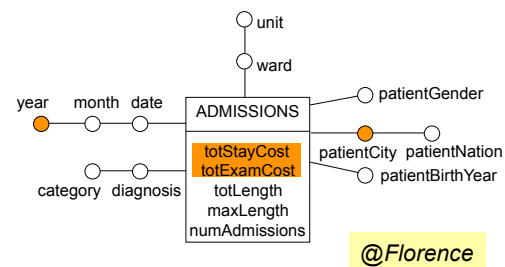 unit
ward
year month date
ADMISSIONS
patientGender
totStayCost
totExamCost
totLength
maxLength
numAdmissions
patientCity patientNation
category diagnosis
patientBirthYear
@Florence